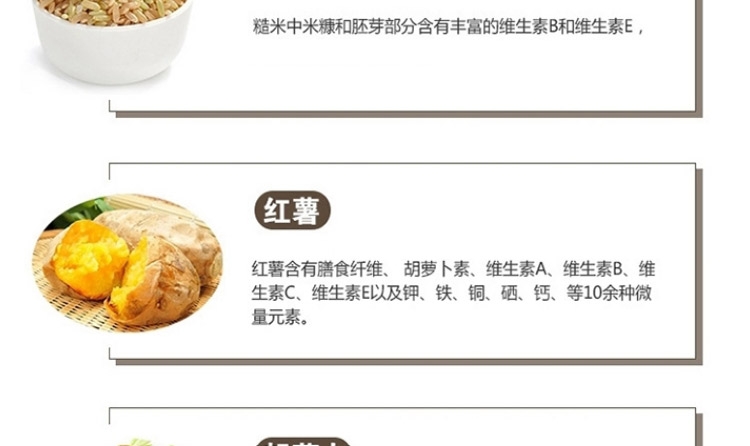 糙米中米糠和胚芽部分含有丰富的维生素B和维生素E，
红薯
红薯含有膳食纤维、 胡萝卜素、维生素A、维生素B、维
生素C、维生素E以及钾、铁、铜、硒、钙、等10余种微
量元素。